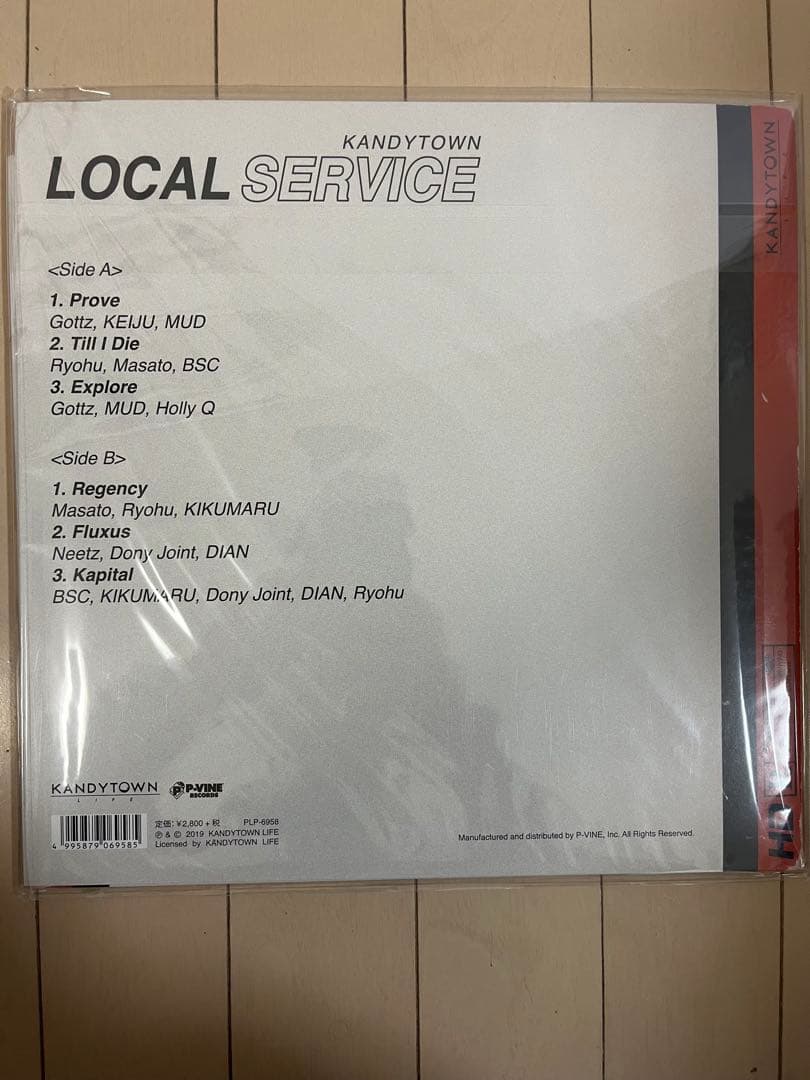 KANDYTOWN
LOCAL SERVICE
<Side A>
1. Prove
Gottz, KEIJU, MUD
2. Till I Die
Ryohu, Masato, BSC
3. Explore
Gottz, MUD, Holly Q
<Side B>
1. Regency
Masato, Ryohu, KIKUMARU
2. Fluxus
Neetz, Dony Joint, DIAN
3. Kapital
BSC, KIKUMARU, Dony Joint, DIAN, Ryohu
KANDYTOWN
LIFE
P-VINE
RECORDS
定価:¥2,800+税 PLP-6958
℗ & © 2019 KANDYTOWN LIFE
Licensed by KANDYTOWN LIFE
4 995879 069585
Manufactured and distributed by P-VINE, Inc. All Rights Reserved.
KANDYTOWN